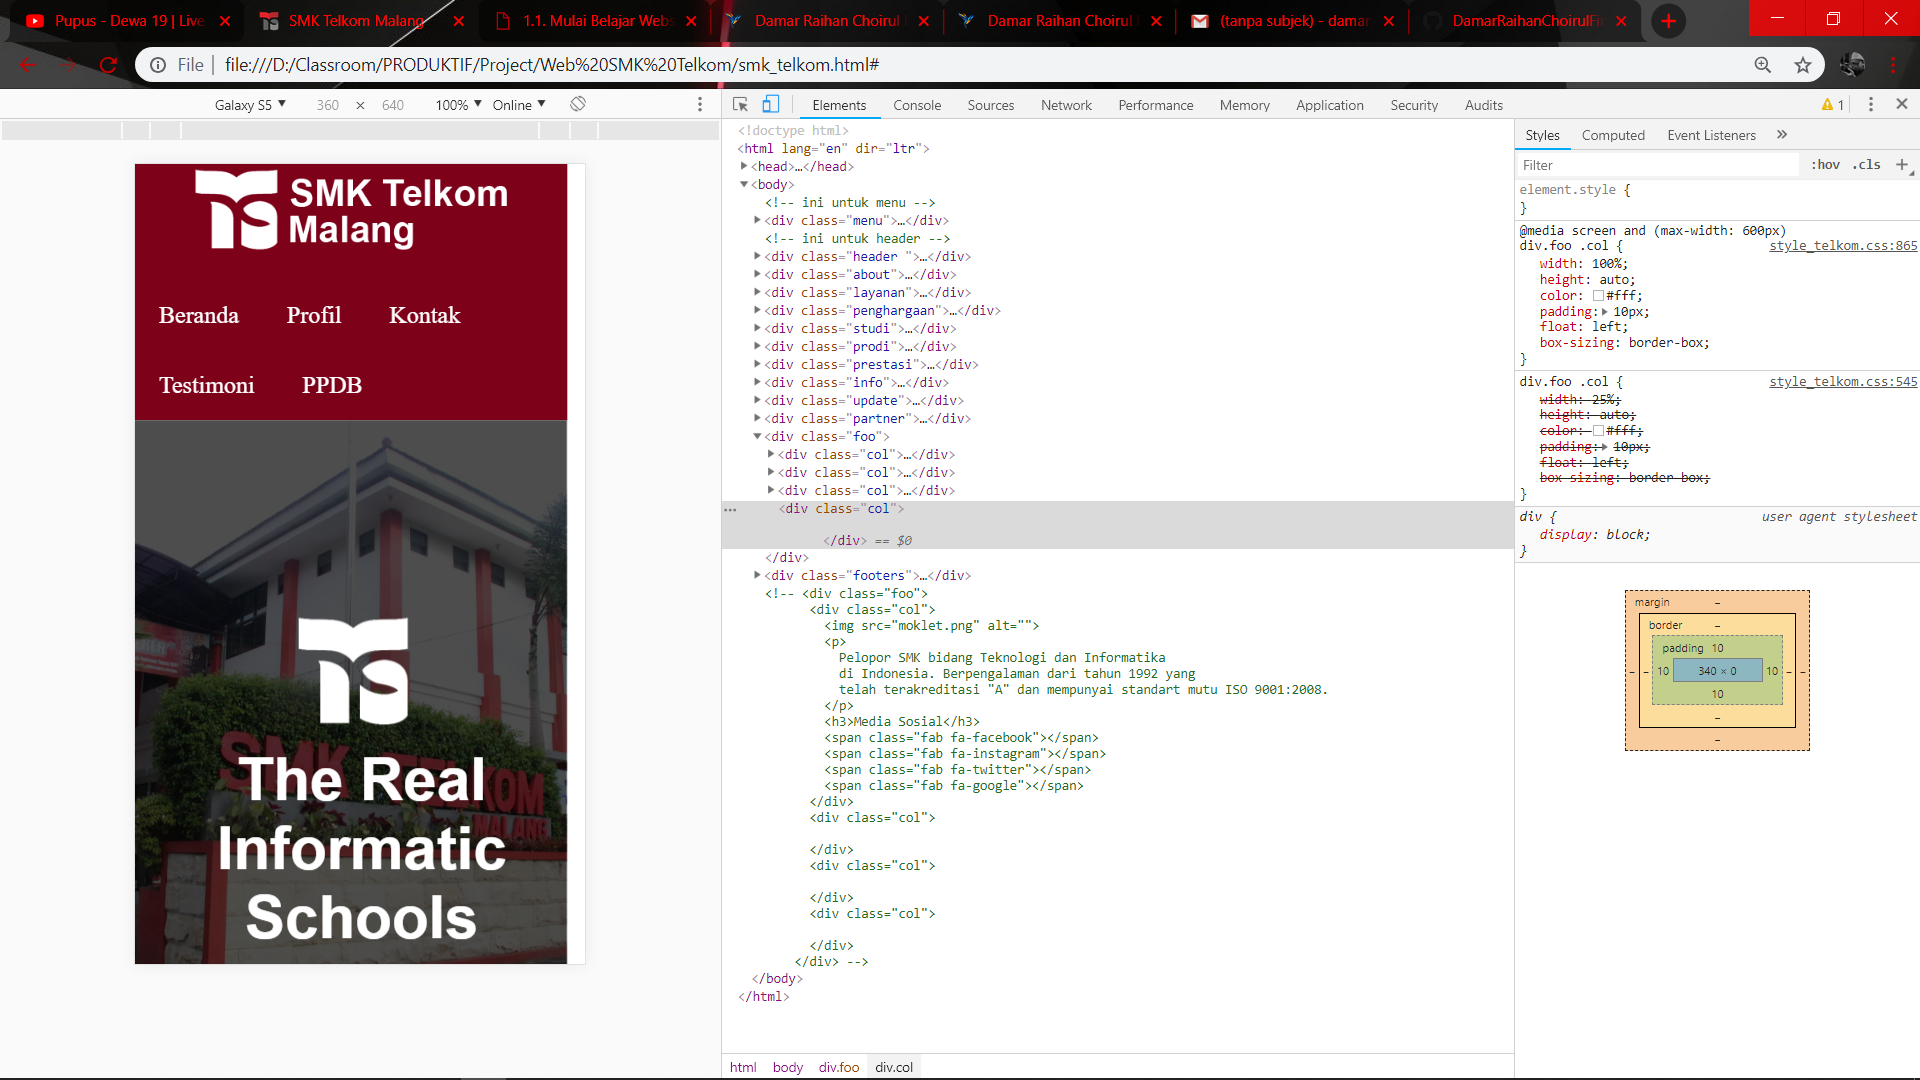 Pupus - Dewa 19 | Live
SMK Telkom Malang
1.1. Mulai Belajar Webs
Damar Raihan Choirul
Damar Raihan Choirul
(tanpa subjek) - damar
DamarRaihanChoirulFi
File
file:///D:/Classroom/PRODUKTIF/Project/Web%20SMK%20Telkom/smk_telkom.html#
Galaxy S5 ▼ 360 × 640 100% ▼ Online ▼
SMK Telkom
Malang
Beranda Profil Kontak
Testimoni PPDB
SMK TELKOM
MALANG
The Real
Informatic
Schools
Elements Console Sources Network Performance Memory Application Security Audits
1
<!doctype html>
<html lang="en" dir="ltr">
<head>…</head>
<body>
<!-- ini untuk menu -->
<div class="menu">…</div>
<!-- ini untuk header -->
<div class="header ">…</div>
<div class="about">…</div>
<div class="layanan">…</div>
<div class="penghargaan">…</div>
<div class="studi">…</div>
<div class="prodi">…</div>
<div class="prestasi">…</div>
<div class="info">…</div>
<div class="update">…</div>
<div class="partner">…</div>
<div class="foo">
<div class="col">…</div>
<div class="col">…</div>
<div class="col">…</div>
<div class="col">
</div> == $0
</div>
<div class="footers">…</div>
<!-- <div class="foo">
<div class="col">
<img src="moklet.png" alt="">
<p>
Pelopor SMK bidang Teknologi dan Informatika
di Indonesia. Berpengalaman dari tahun 1992 yang
telah terakreditasi "A" dan mempunyai standart mutu ISO 9001:2008.
</p>
<h3>Media Sosial</h3>
<span class="fab fa-facebook"></span>
<span class="fab fa-instagram"></span>
<span class="fab fa-twitter"></span>
<span class="fab fa-google"></span>
</div>
<div class="col">
</div>
<div class="col">
</div>
<div class="col">
</div>
</div> -->
</body>
</html>
html body div.foo div.col
Styles Computed Event Listeners »
Filter :hov .cls +
element.style {
}
@media screen and (max-width: 600px)
div.foo .col { style_telkom.css:865
width: 100%;
height: auto;
color: #fff;
padding: 10px;
float: left;
box-sizing: border-box;
}
div.foo .col { style_telkom.css:545
width: 25%;
height: auto;
color: #fff;
padding: 10px;
float: left;
box-sizing: border-box;
}
div { user agent stylesheet
display: block;
}
margin –
border –
padding 10
– – 10 340 × 0 10 – –
10
–
–